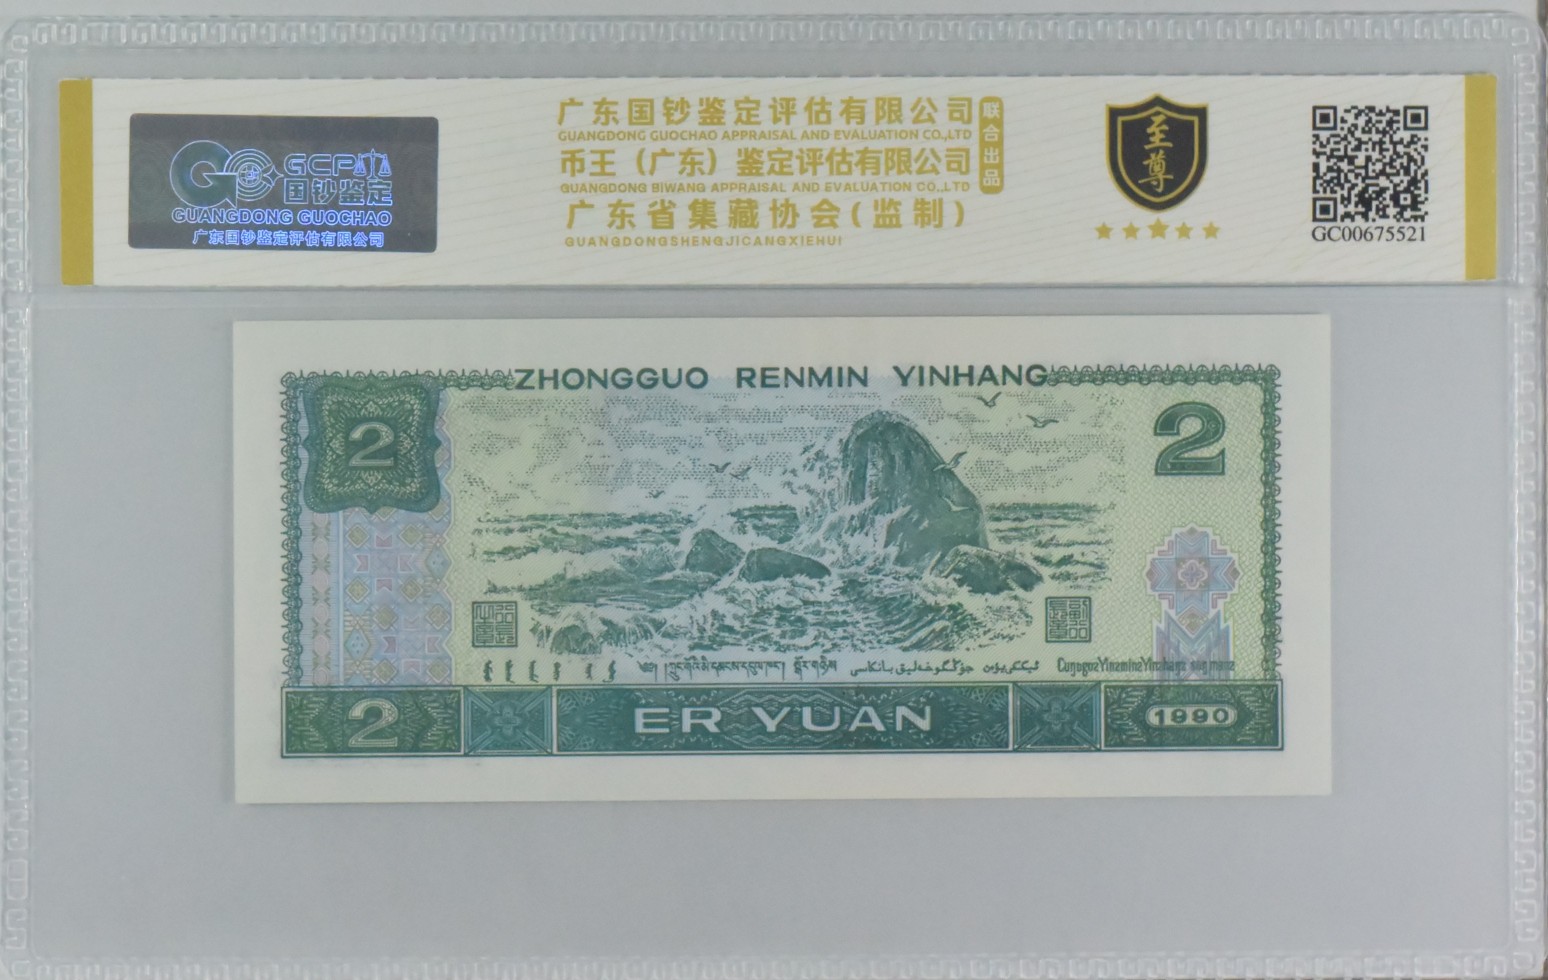 广东国钞鉴定评估有限公司
GUANGDONG GUOCHAO APPRAISAL AND EVALUATION CO.,LTD
币王（广东）鉴定评估有限公司
GUANGDONG BIWANG APPRAISAL AND EVALUATION CO.,LTD
广东省集藏协会(监制)
GUANGDONGSHENGJICANGXIEHUI
联合出品
GCP
国钞鉴定
GUANGDONG GUOCHAO
广东国钞鉴定评估有限公司
至尊
GC00675521
ZHONGGUO RENMIN YINHANG
2
2
2
ER YUAN
1990